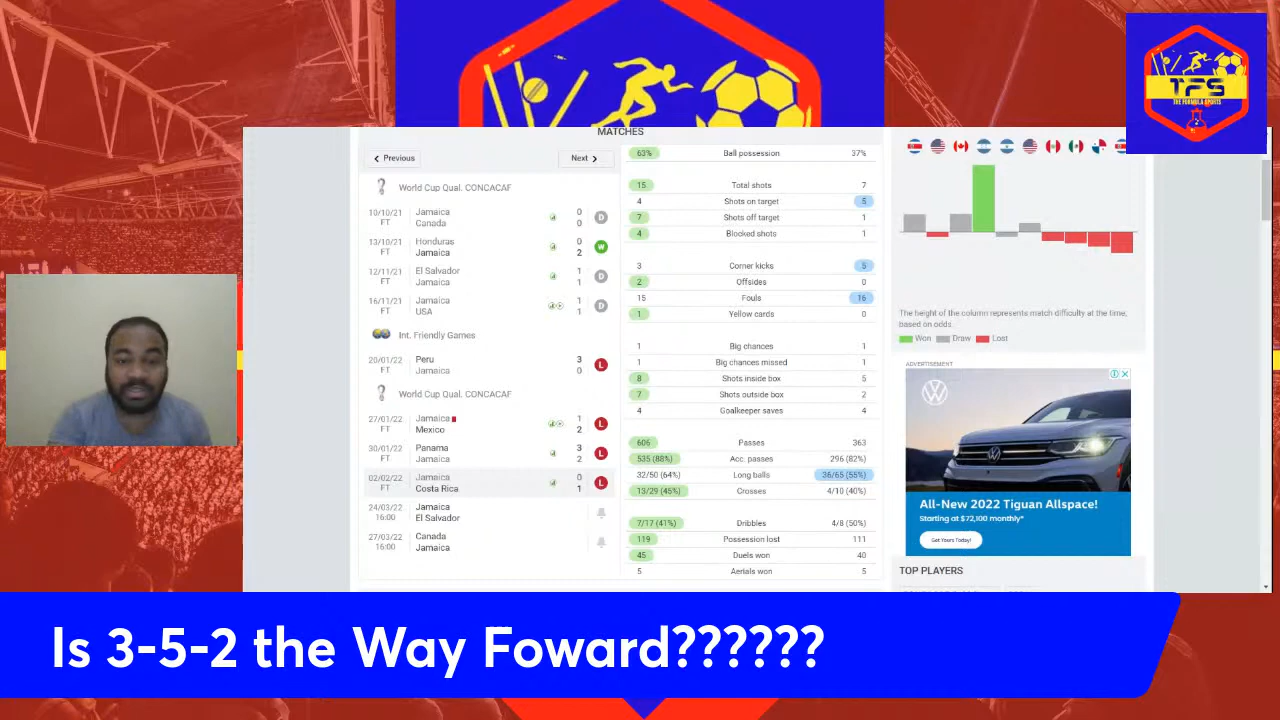 TPS
THE FORMULA SPORTS
MATCHES
Previous
Next
World Cup Qual. CONCACAF
10/10/21 Jamaica 0
FT Canada 0 D
13/10/21 Honduras 0
FT Jamaica 2 W
12/11/21 El Salvador 1
FT Jamaica 1 D
16/11/21 Jamaica 1
FT USA 1 D
Int. Friendly Games
20/01/22 Peru 3
FT Jamaica 0 L
World Cup Qual. CONCACAF
27/01/22 Jamaica 1
FT Mexico 2 L
30/01/22 Panama 3
FT Jamaica 2 L
02/02/22 Jamaica 0
FT Costa Rica 1 L
24/03/22 Jamaica
16:00 El Salvador
27/03/22 Canada
16:00 Jamaica
63% Ball possession 37%
15 Total shots 7
4 Shots on target 5
7 Shots off target 1
4 Blocked shots 1
3 Corner kicks 5
2 Offsides 0
15 Fouls 16
1 Yellow cards 0
1 Big chances 1
1 Big chances missed 1
8 Shots inside box 5
7 Shots outside box 2
4 Goalkeeper saves 4
606 Passes 363
535 (88%) Acc. passes 296 (82%)
32/50 (64%) Long balls 36/65 (55%)
13/29 (45%) Crosses 4/10 (40%)
7/17 (41%) Dribbles 4/8 (50%)
119 Possession lost 111
45 Duels won 40
5 Aerials won 5
The height of the column represents match difficulty at the time,
based on odds.
Won Draw Lost
ADVERTISEMENT
All-New 2022 Tiguan Allspace!
Starting at $72,100 monthly*
Get Yours Today!
TOP PLAYERS
Is 3-5-2 the Way Foward??????